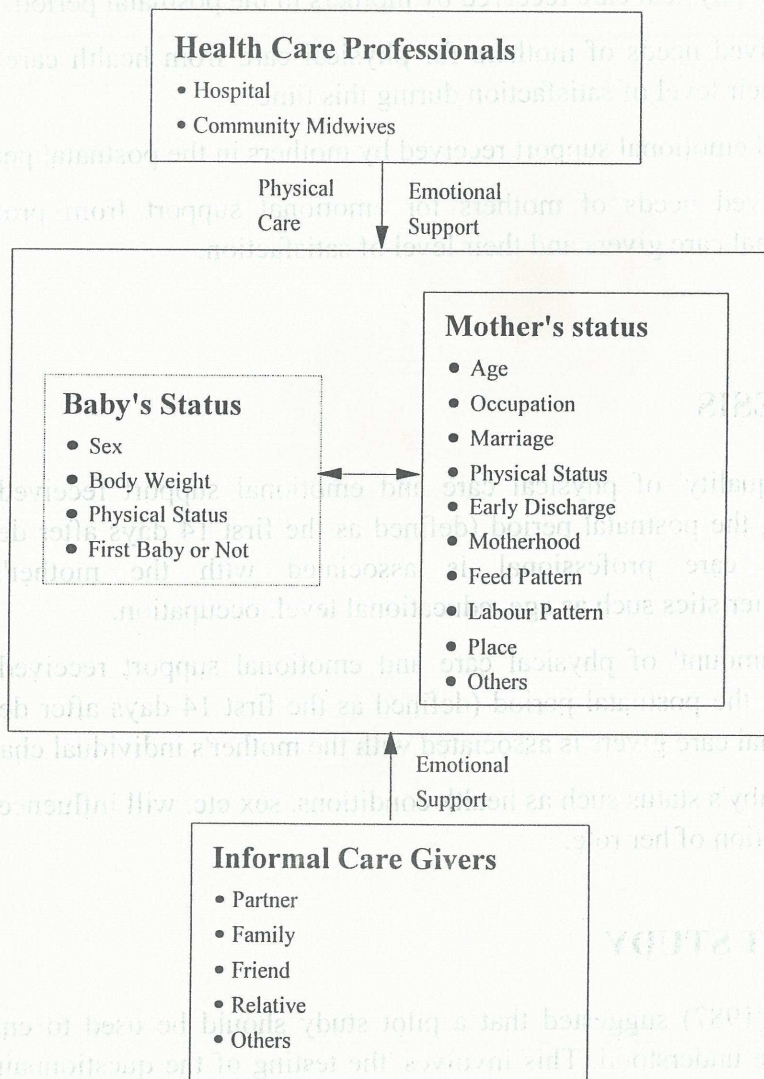 Health Care Professionals
• Hospital
• Community Midwives
Physical
Care
Emotional
Support
Baby's Status
• Sex
• Body Weight
• Physical Status
• First Baby or Not
Mother's status
• Age
• Occupation
• Marriage
• Physical Status
• Early Discharge
• Motherhood
• Feed Pattern
• Labour Pattern
• Place
• Others
Emotional
Support
Informal Care Givers
• Partner
• Family
• Friend
• Relative
• Others